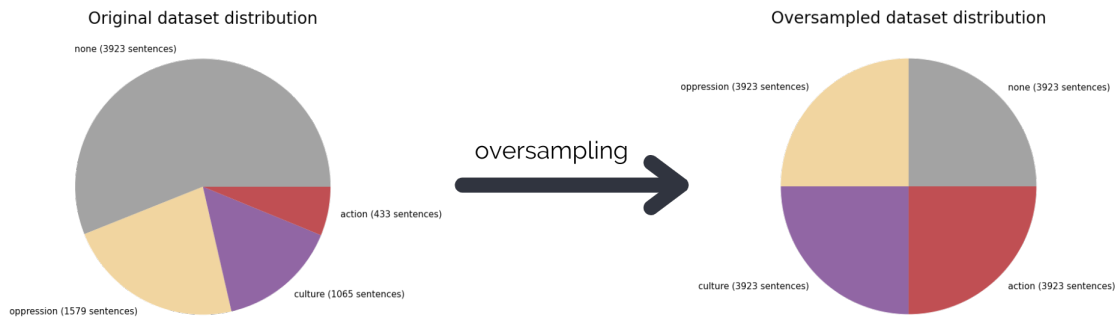 Original dataset distribution
none (3923 sentences)
action (433 sentences)
culture (1065 sentences)
oppression (1579 sentences)
oversampling
Oversampled dataset distribution
oppression (3923 sentences)
none (3923 sentences)
culture (3923 sentences)
action (3923 sentences)